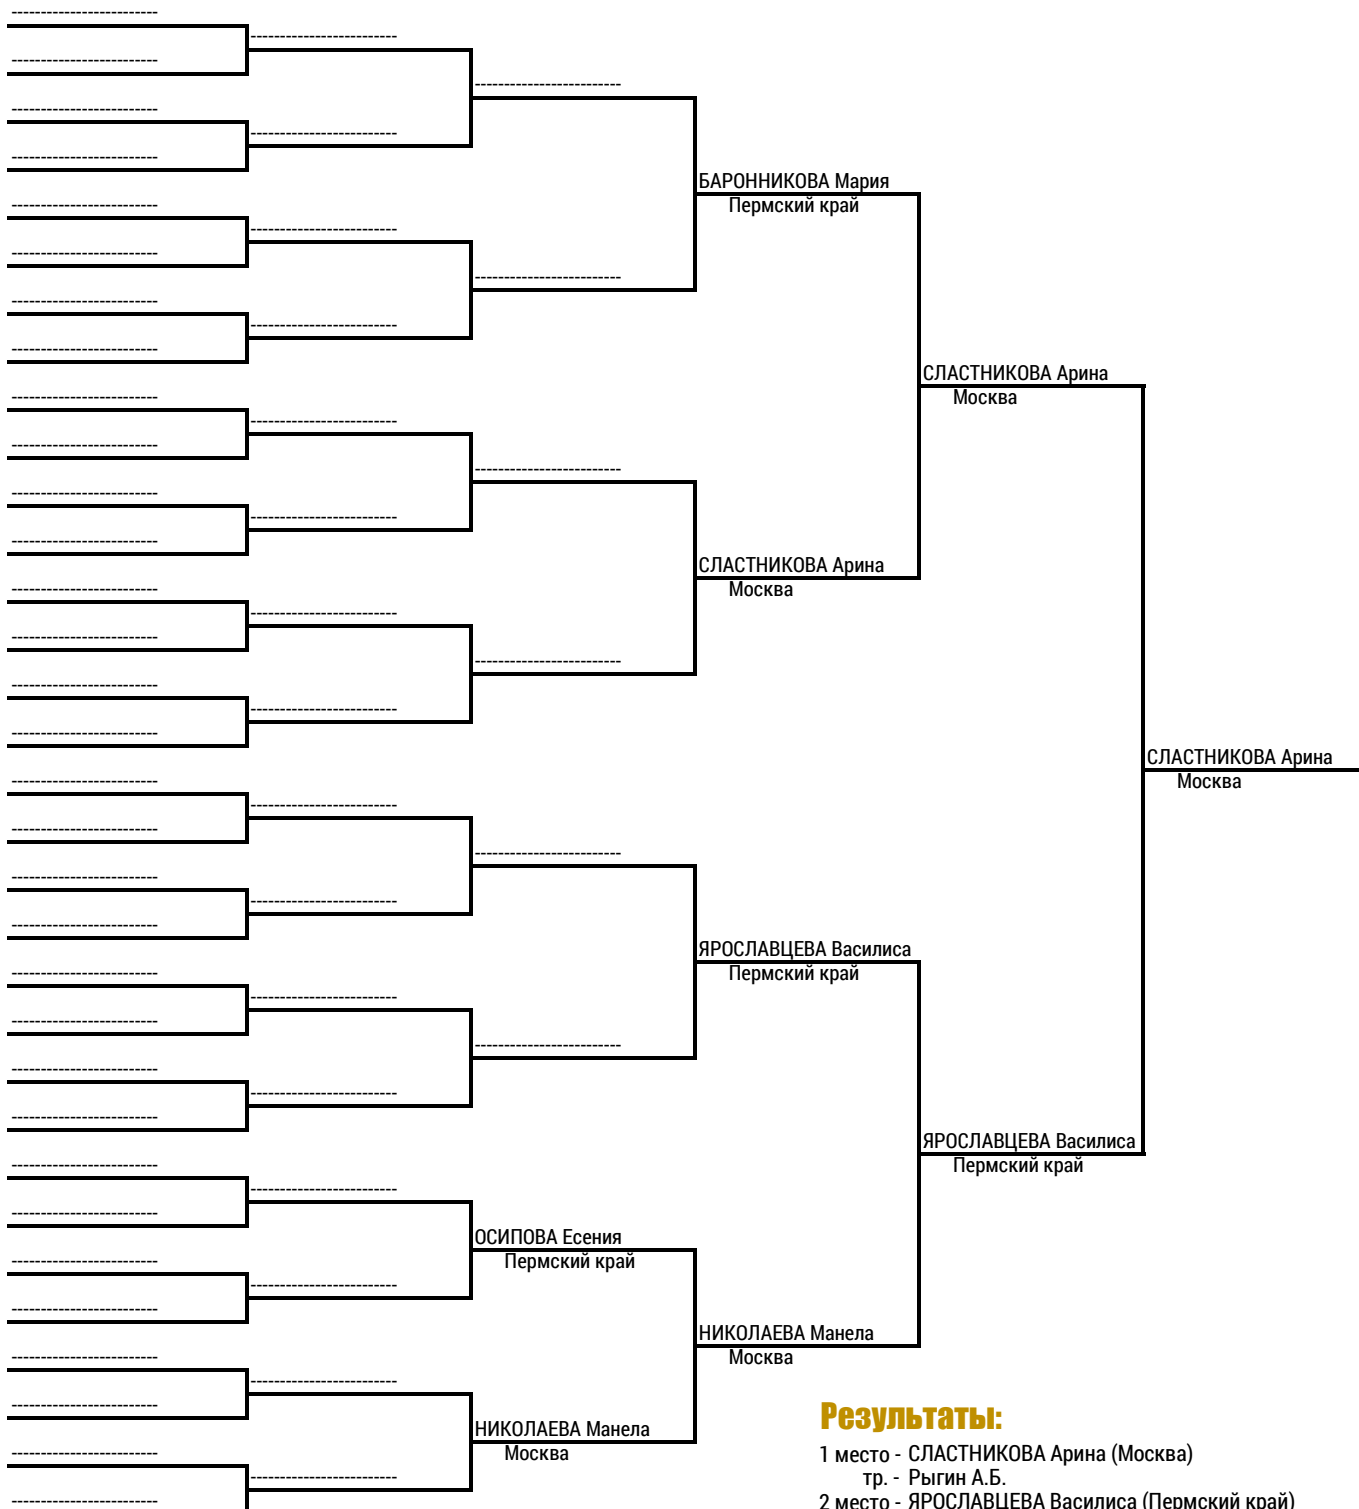 БАРОННИКОВА Мария
Пермский край
СЛАСТНИКОВА Арина
Москва
СЛАСТНИКОВА Арина
Москва
СЛАСТНИКОВА Арина
Москва
ЯРОСЛАВЦЕВА Василиса
Пермский край
ЯРОСЛАВЦЕВА Василиса
Пермский край
ОСИПОВА Есения
Пермский край
НИКОЛАЕВА Манела
Москва
НИКОЛАЕВА Манела
Москва
Результаты:
1 место - СЛАСТНИКОВА Арина (Москва)
тр. - Рыгин А.Б.
2 место - ЯРОСЛАВЦЕВА Василиса (Пермский край)